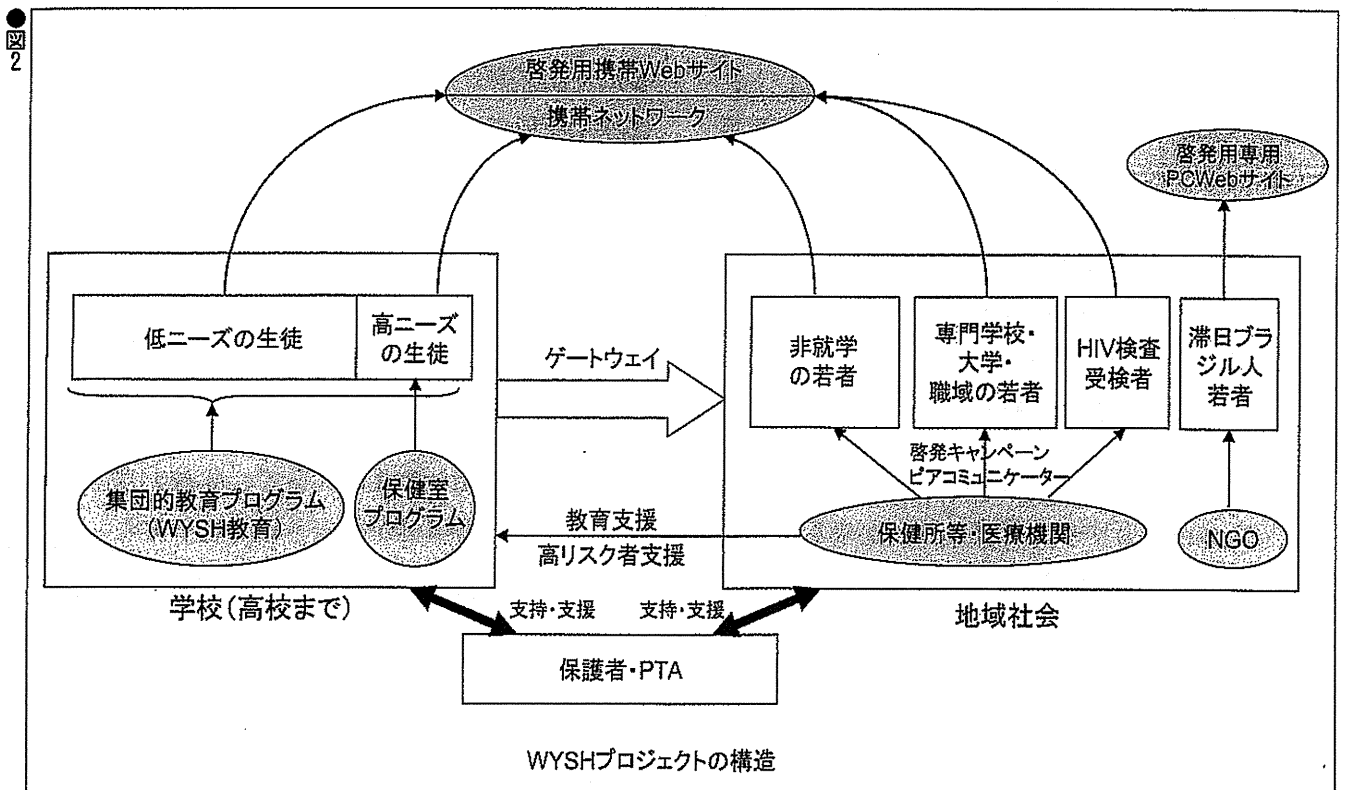 ●図2
啓発用携帯Webサイト
携帯ネットワーク
啓発用専用
PCWebサイト
低ニーズの生徒
高ニーズ
の生徒
ゲートウェイ
非就学
の若者
専門学校・
大学・
職域の若者
HIV検査
受検者
滞日ブラ
ジル人
若者
集団的教育プログラム
(WYSH教育)
保健室
プログラム
啓発キャンペーン
ピアコミュニケーター
教育支援
高リスク者支援
保健所等・医療機関
NGO
学校(高校まで)
支持・支援
支持・支援
地域社会
保護者・PTA
WYSHプロジェクトの構造